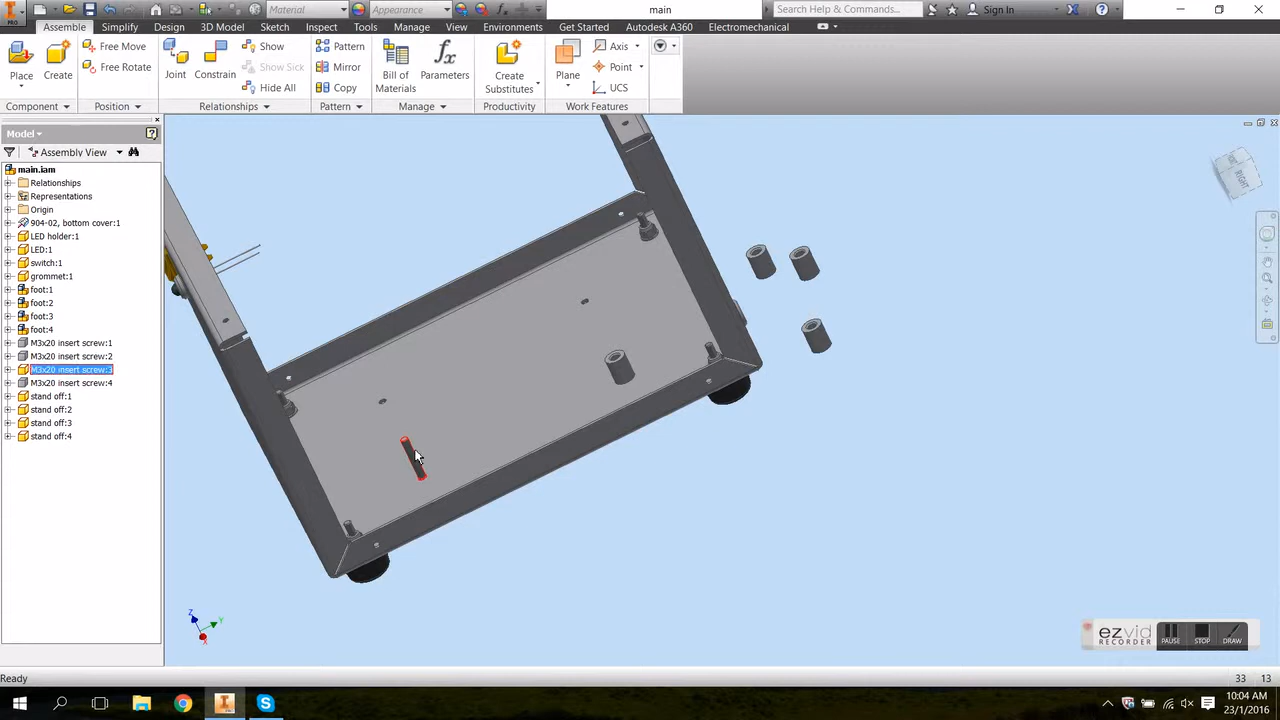 PRO
Material
Appearance
main
Search Help & Commands...
Sign In
Assemble
Simplify
Design
3D Model
Sketch
Inspect
Tools
Manage
View
Environments
Get Started
Autodesk A360
Electromechanical
Place
Create
Free Move
Free Rotate
Component
Position
Joint
Constrain
Show
Show Sick
Hide All
Relationships
Pattern
Mirror
Copy
Pattern
Bill of
Materials
Parameters
Manage
Create
Substitutes
Productivity
Plane
Axis
Point
UCS
Work Features
Model
Assembly View
main.iam
Relationships
Representations
Origin
904-02, bottom cover:1
LED holder:1
LED:1
switch:1
grommet:1
foot:1
foot:2
foot:3
foot:4
M3x20 insert screw:1
M3x20 insert screw:2
M3x20 insert screw:3
M3x20 insert screw:4
stand off:1
stand off:2
stand off:3
stand off:4
RIGHT
Z
Y
X
ezvid
RECORDER
PAUSE
STOP
DRAW
Ready
33
13
10:04 AM
23/1/2016